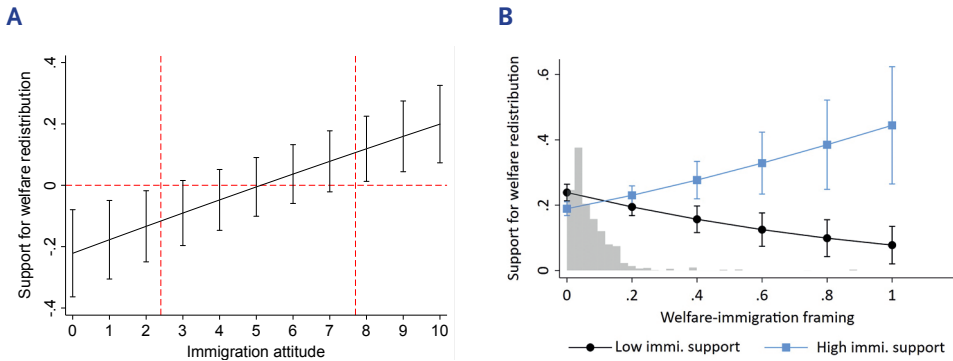 A
Support for welfare redistribution
.4
.2
0
-.2
-.4
0 1 2 3 4 5 6 7 8 9 10
Immigration attitude
B
Support for welfare redistribution
.6
.4
.2
0
0 .2 .4 .6 .8 1
Welfare-immigration framing
Low immi. support High immi. support